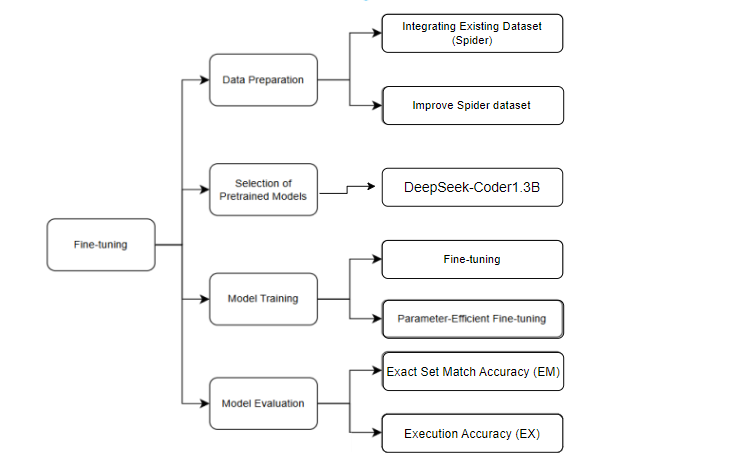 Integrating Existing Dataset
(Spider)
Data Preparation
Improve Spider dataset
Selection of
Pretrained Models
DeepSeek-Coder1.3B
Fine-tuning
Fine-tuning
Model Training
Parameter-Efficient Fine-tuning
Exact Set Match Accuracy (EM)
Model Evaluation
Execution Accuracy (EX)